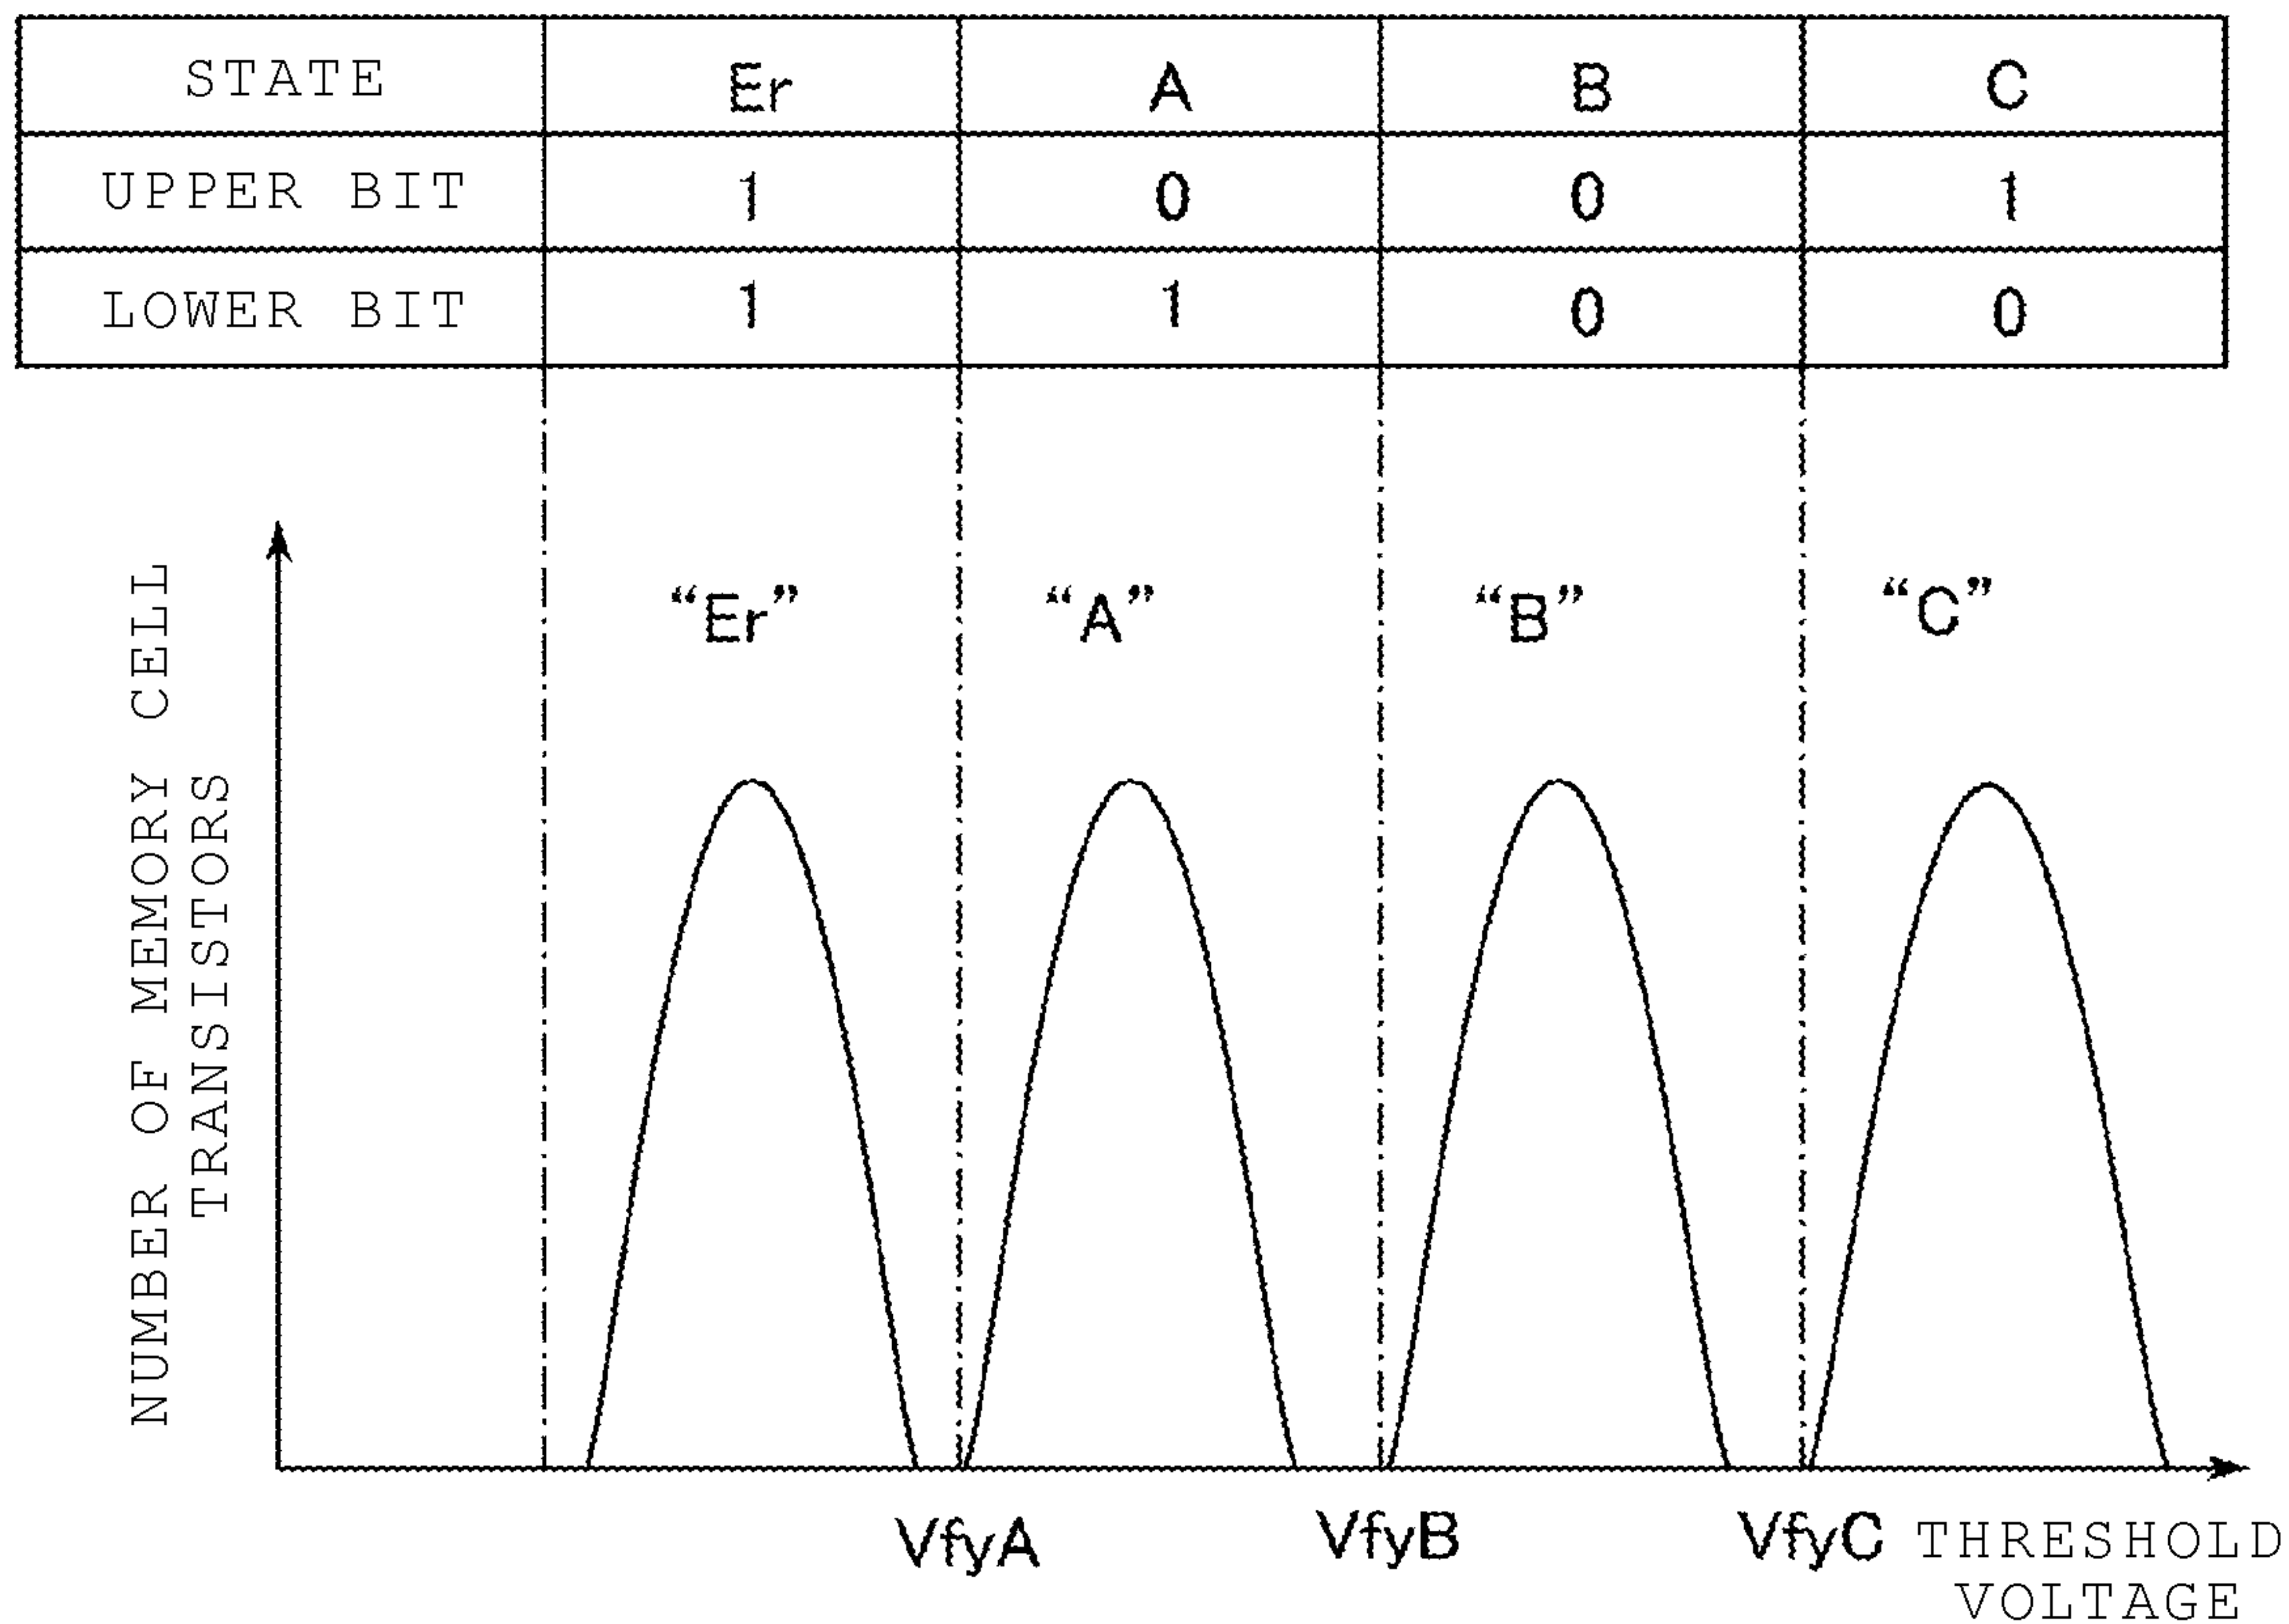 STATE Er A B C
UPPER BIT 1 0 0 1
LOWER BIT 1 1 0 0
“Er” “A” “B” “C”
NUMBER OF MEMORY CELL
TRANSISTORS
VfyA VfyB VfyC THRESHOLD
VOLTAGE